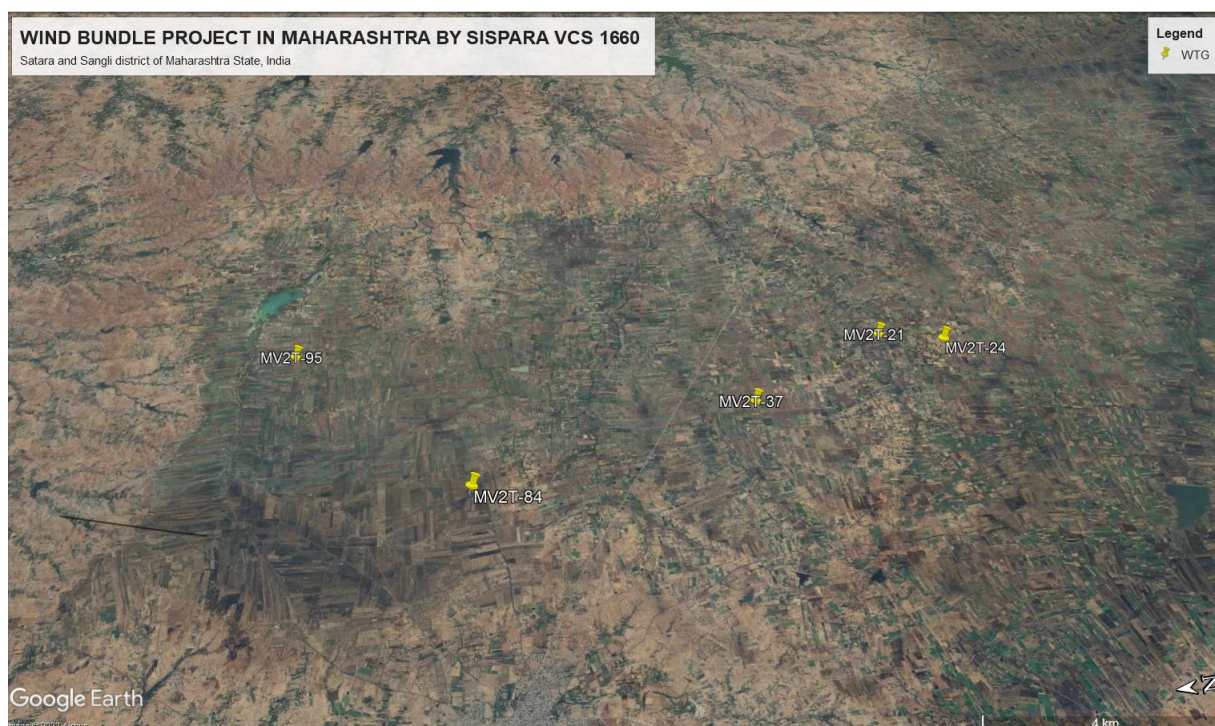 WIND BUNDLE PROJECT IN MAHARASHTRA BY SISPARA VCS 1660
Satara and Sangli district of Maharashtra State, India
Legend
WTG
MV2T-21
MV2T-24
MV2T-95
MV2T-37
MV2T-84
Google Earth
N
4 km